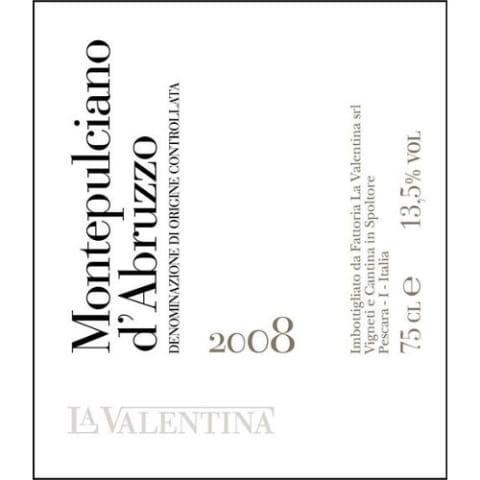 Montepulciano
d'Abruzzo
DENOMINAZIONE DI ORIGINE CONTROLLATA
2008
LA VALENTINA
Imbottigliato da Fattoria La Valentina srl
Vigneti e Cantina in Spoltore
Pescara - I - Italia
75 CL e 13,5% VOL